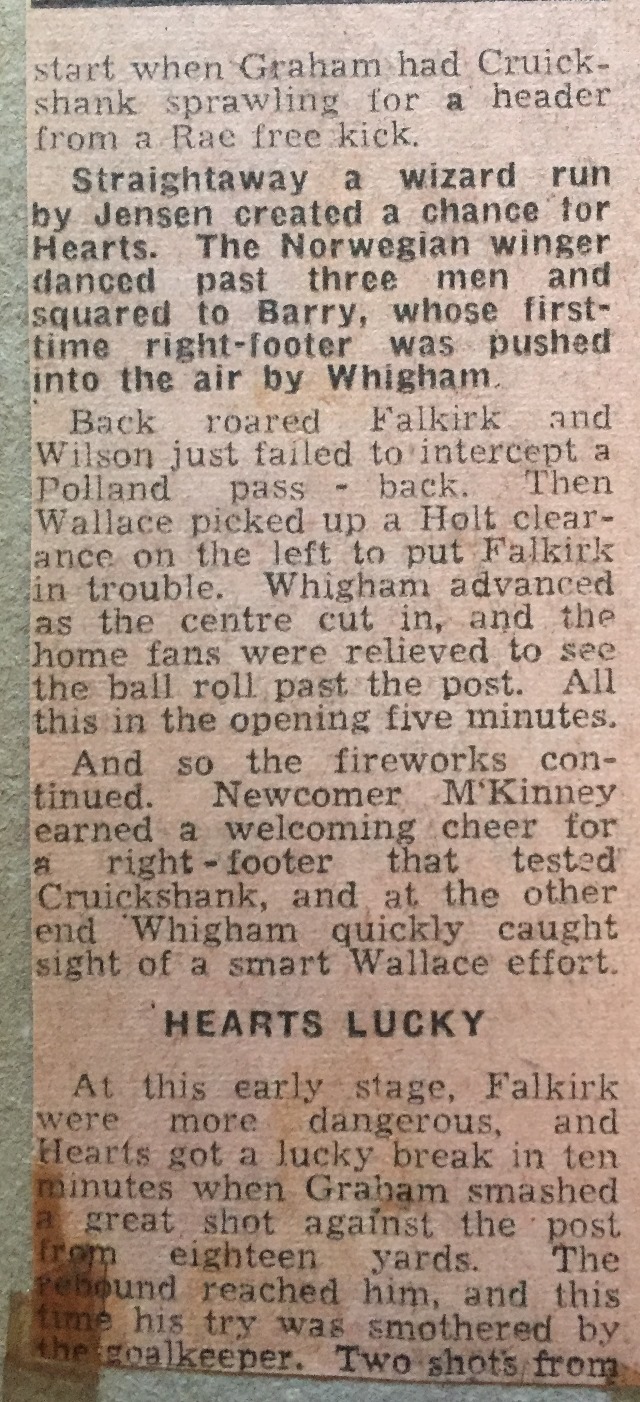 start when Graham had Cruick-
shank sprawling for a header
from a Rae free kick.
Straightaway a wizard run
by Jensen created a chance for
Hearts. The Norwegian winger
danced past three men and
squared to Barry, whose first-
time right-footer was pushed
into the air by Whigham.
Back roared Falkirk and
Wilson just failed to intercept a
Polland pass - back. Then
Wallace picked up a Holt clear-
ance on the left to put Falkirk
in trouble. Whigham advanced
as the centre cut in, and the
home fans were relieved to see
the ball roll past the post. All
this in the opening five minutes.
And so the fireworks con-
tinued. Newcomer M'Kinney
earned a welcoming cheer for
a right-footer that tested
Cruickshank, and at the other
end Whigham quickly caught
sight of a smart Wallace effort.
HEARTS LUCKY
At this early stage, Falkirk
were more dangerous, and
Hearts got a lucky break in ten
minutes when Graham smashed
a great shot against the post
from eighteen yards. The
rebound reached him, and this
time his try was smothered by
the goalkeeper. Two shots from